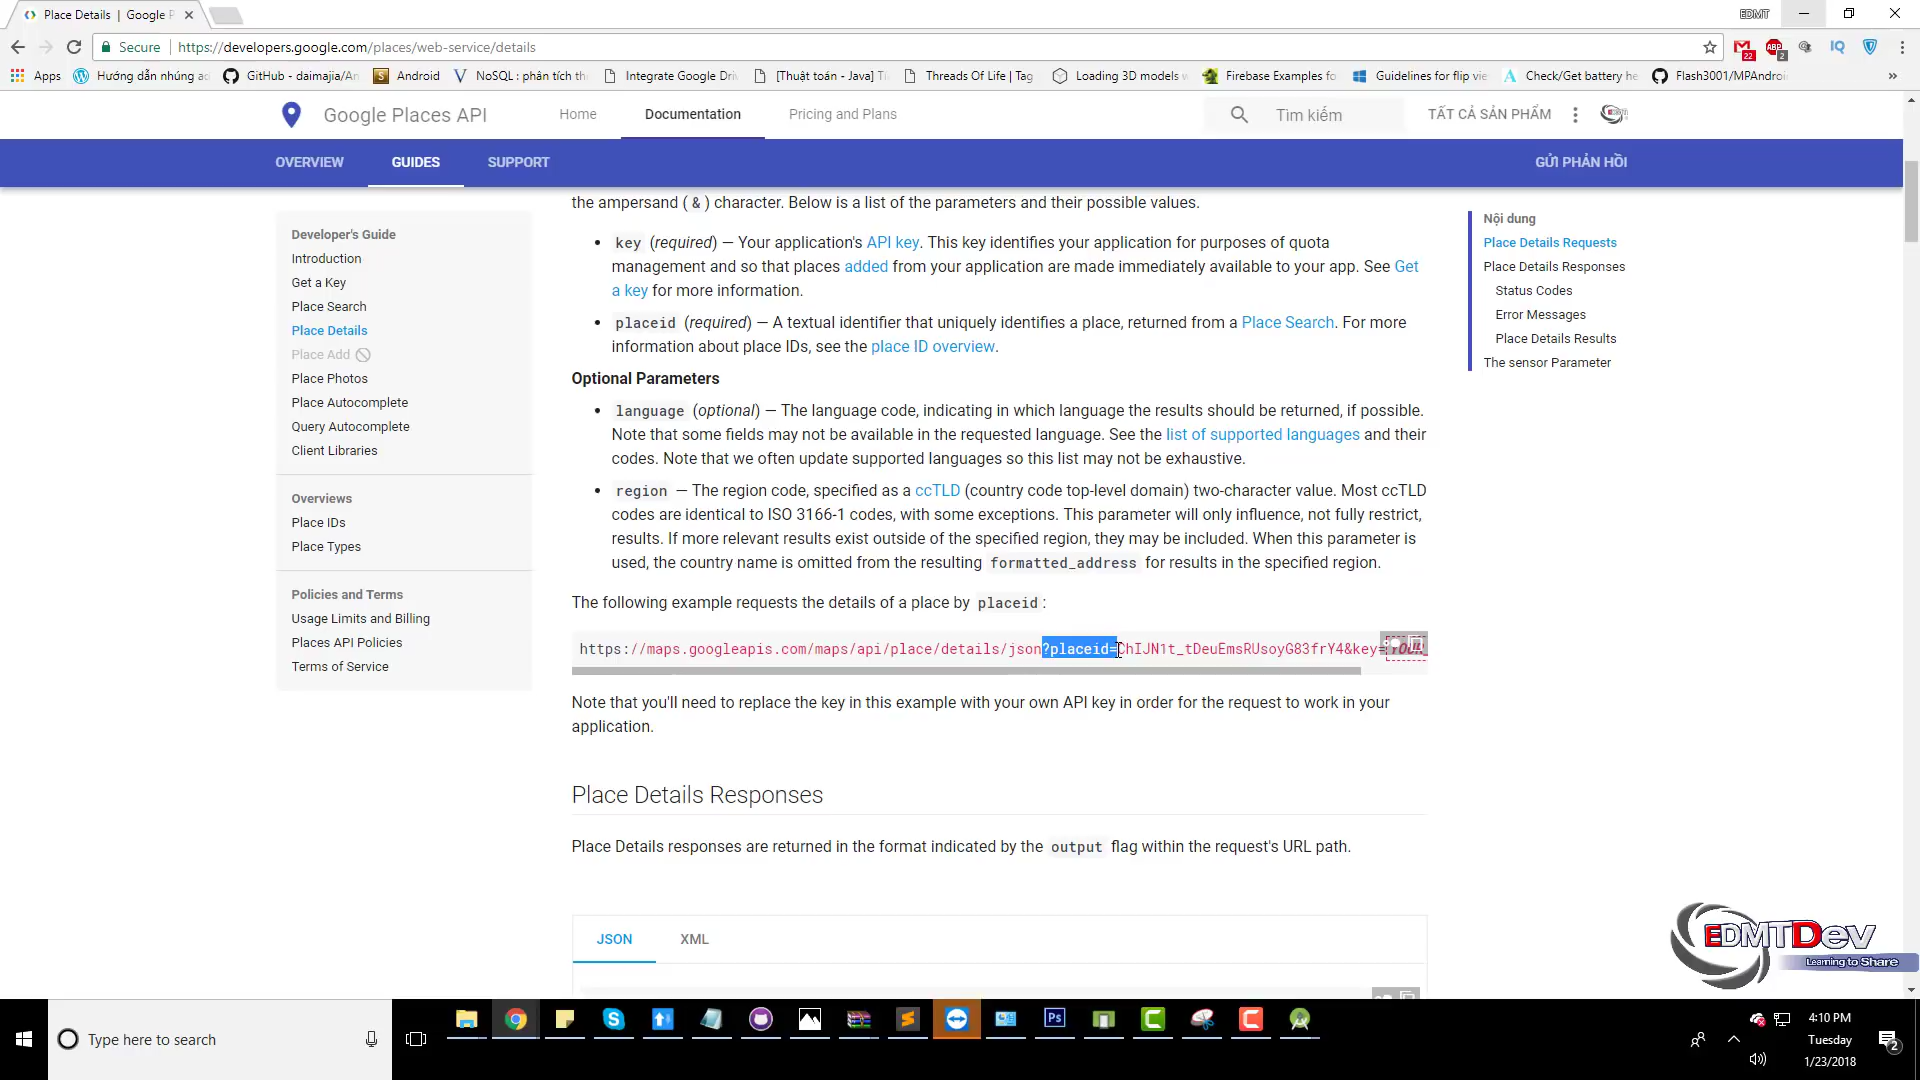 Place Details | Google P
EDMT
Secure
https://developers.google.com/places/web-service/details
22
2
IQ
Apps
Hướng dẫn nhúng a
GitHub - daimajia/An
Android
NoSQL : phân tích th
Integrate Google Driv
[Thuật toán - Java] T
Threads Of Life | Tag
Loading 3D models
Firebase Examples fo
Guidelines for flip vie
Check/Get battery he
Flash3001/MPAndroi
»
Google Places API
Home
Documentation
Pricing and Plans
Tìm kiếm
TẤT CẢ SẢN PHẨM
OVERVIEW
GUIDES
SUPPORT
GỬI PHẢN HỒI
Developer's Guide
Introduction
Get a Key
Place Search
Place Details
Place Add
Place Photos
Place Autocomplete
Query Autocomplete
Client Libraries
Overviews
Place IDs
Place Types
Policies and Terms
Usage Limits and Billing
Places API Policies
Terms of Service
the ampersand ( & ) character. Below is a list of the parameters and their possible values.
• key (required) — Your application's API key. This key identifies your application for purposes of quota
management and so that places added from your application are made immediately available to your app. See Get
a key for more information.
• placeid (required) — A textual identifier that uniquely identifies a place, returned from a Place Search. For more
information about place IDs, see the place ID overview.
Optional Parameters
• language (optional) — The language code, indicating in which language the results should be returned, if possible.
Note that some fields may not be available in the requested language. See the list of supported languages and their
codes. Note that we often update supported languages so this list may not be exhaustive.
• region — The region code, specified as a ccTLD (country code top-level domain) two-character value. Most ccTLD
codes are identical to ISO 3166-1 codes, with some exceptions. This parameter will only influence, not fully restrict,
results. If more relevant results exist outside of the specified region, they may be included. When this parameter is
used, the country name is omitted from the resulting formatted_address for results in the specified region.
The following example requests the details of a place by placeid :
https://maps.googleapis.com/maps/api/place/details/json?placeid=ChIJN1t_tDeuEmsRUsoyG83frY4&key=
Note that you'll need to replace the key in this example with your own API key in order for the request to work in your
application.
Place Details Responses
Place Details responses are returned in the format indicated by the output flag within the request's URL path.
JSON
XML
Nội dung
Place Details Requests
Place Details Responses
Status Codes
Error Messages
Place Details Results
The sensor Parameter
EDMTDev
Learning to Share
Type here to search
Ps
4:10 PM
Tuesday
1/23/2018
2